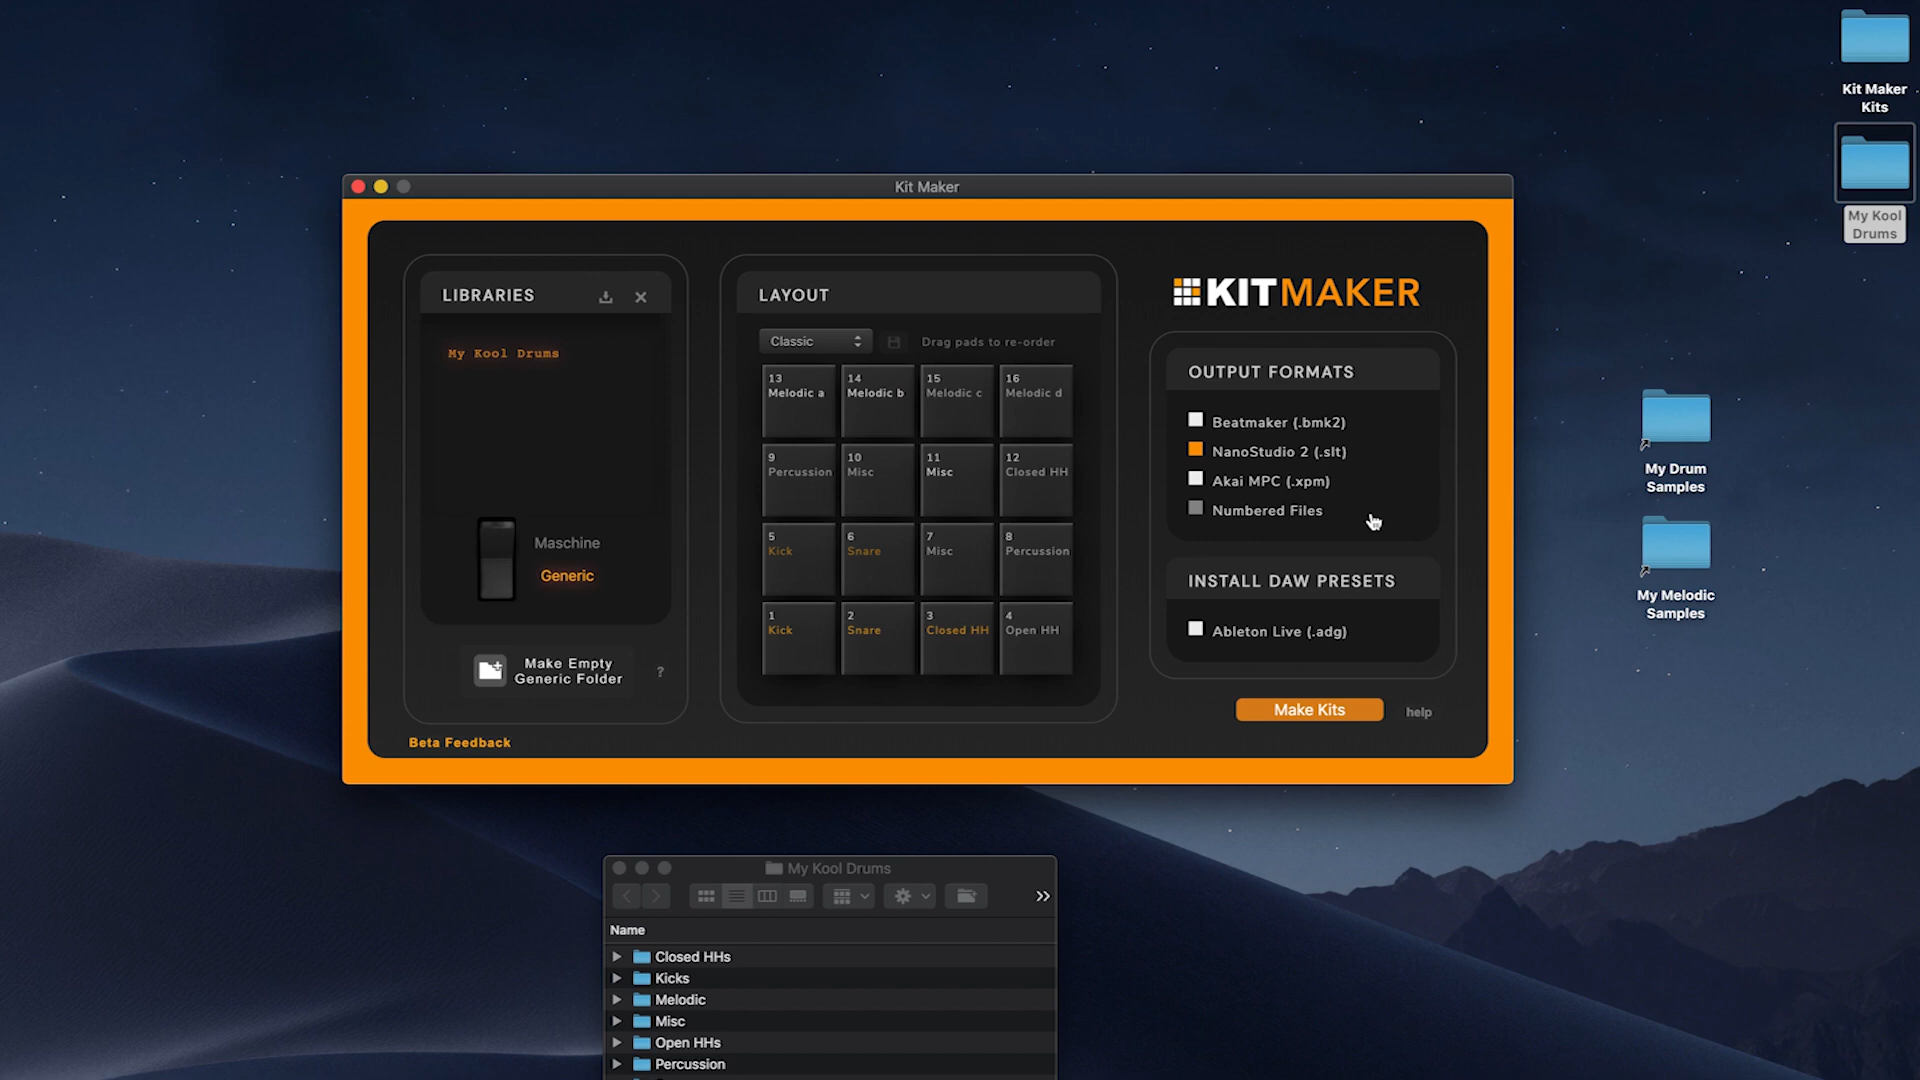 Kit Maker
Kits
My Kool
Drums
Kit Maker
LIBRARIES
My Kool Drums
Maschine
Generic
Make Empty
Generic Folder
?
Beta Feedback
LAYOUT
Classic
Drag pads to re-order
13
Melodic a
14
Melodic b
15
Melodic c
16
Melodic d
9
Percussion
10
Misc
11
Misc
12
Closed HH
5
Kick
6
Snare
7
Misc
8
Percussion
1
Kick
2
Snare
3
Closed HH
4
Open HH
KITMAKER
OUTPUT FORMATS
Beatmaker (.bmk2)
NanoStudio 2 (.slt)
Akai MPC (.xpm)
Numbered Files
INSTALL DAW PRESETS
Ableton Live (.adg)
Make Kits
help
My Drum
Samples
My Melodic
Samples
My Kool Drums
Name
Closed HHs
Kicks
Melodic
Misc
Open HHs
Percussion